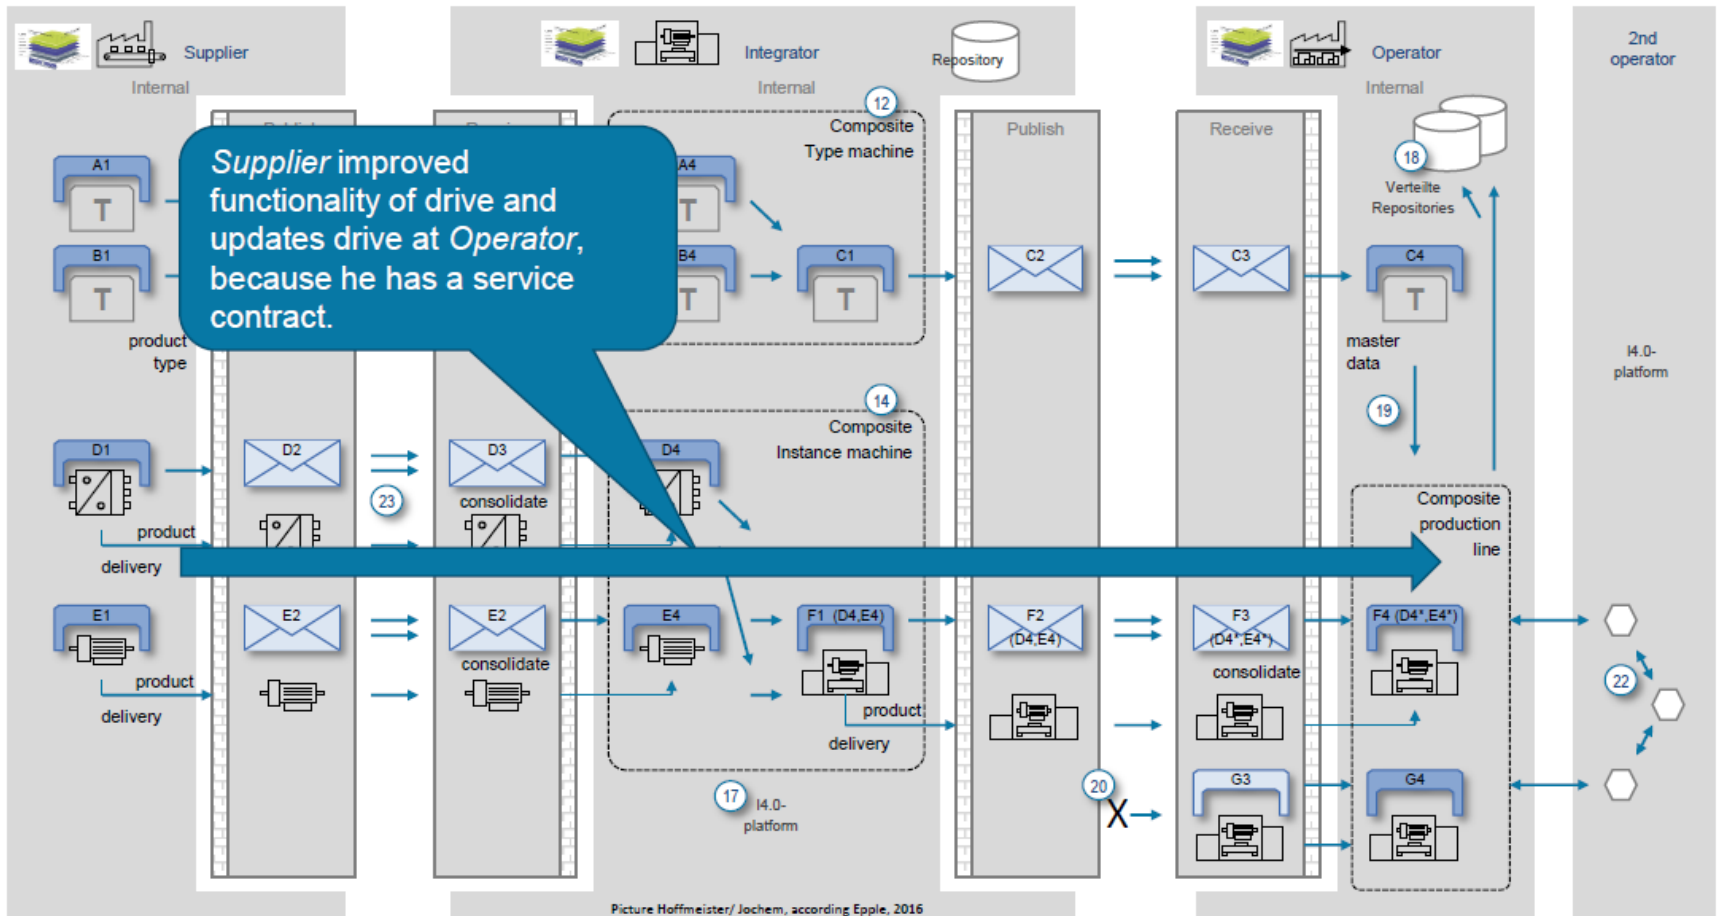 Supplier
Internal
Integrator
Internal
Repository
Operator
Internal
2nd
operator
12
Composite
Type machine
Publish
Receive
18
Verteilte
Repositories
Supplier improved
functionality of drive and
updates drive at Operator,
because he has a service
contract.
A1
T
A4
T
B1
T
B4
T
C1
T
C2
C3
C4
T
product
type
master
data
I4.0-
platform
19
14
Composite
Instance machine
D1
D2
D3
D4
23
consolidate
product
delivery
Composite
production
line
E1
E2
E2
E4
F1 (D4,E4)
F2
(D4,E4)
F3
(D4*,E4*)
F4 (D4*,E4*)
consolidate
consolidate
product
delivery
product
delivery
22
17
I4.0-
platform
20
X
G3
G4
Picture Hoffmeister/ Jochem, according Epple, 2016